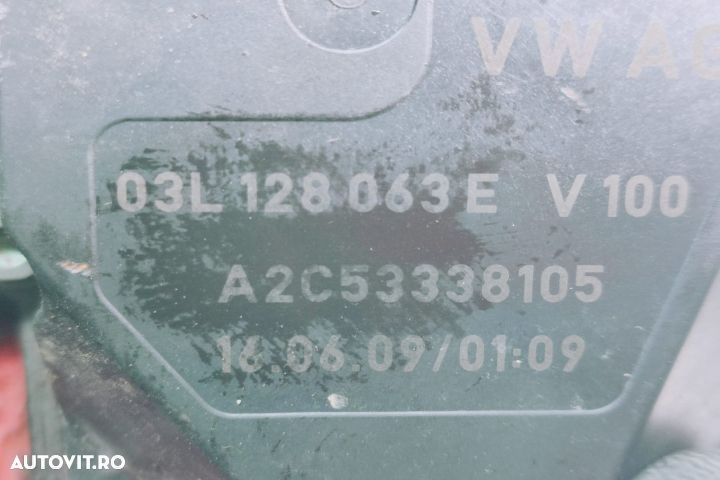 VW AG
03L 128 063 E V 100
A2C53338105
16.06.09/01:09
AUTOVIT.RO